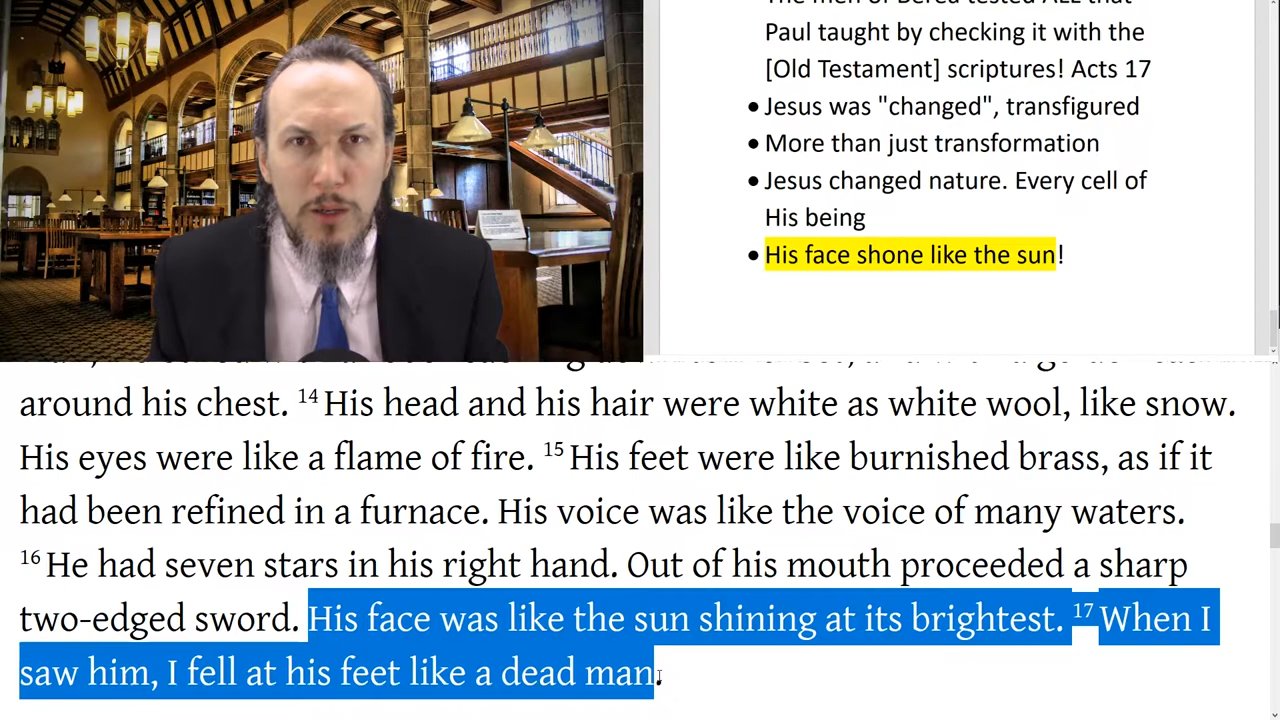 Paul taught by checking it with the
[Old Testament] scriptures! Acts 17
• Jesus was "changed", transfigured
• More than just transformation
• Jesus changed nature. Every cell of
His being
• His face shone like the sun!
around his chest. 14 His head and his hair were white as white wool, like snow.
His eyes were like a flame of fire. 15 His feet were like burnished brass, as if it
had been refined in a furnace. His voice was like the voice of many waters.
16 He had seven stars in his right hand. Out of his mouth proceeded a sharp
two-edged sword. His face was like the sun shining at its brightest. 17 When I
saw him, I fell at his feet like a dead man.